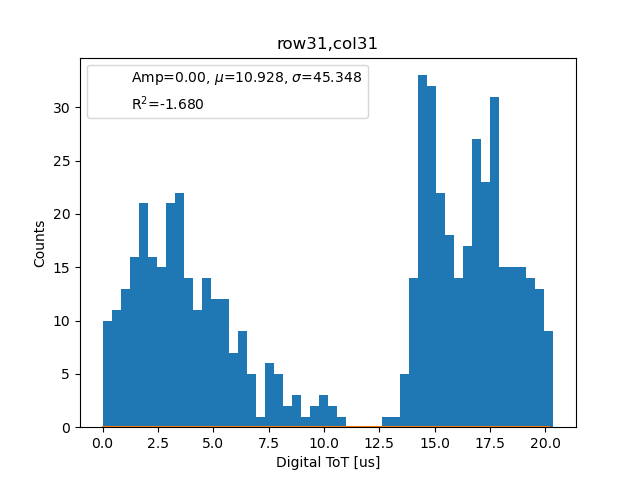 row31,col31
Amp=0.00, μ=10.928, σ=45.348
R²=-1.680
Counts
30
25
20
15
10
5
0
0.0 2.5 5.0 7.5 10.0 12.5 15.0 17.5 20.0
Digital ToT [us]